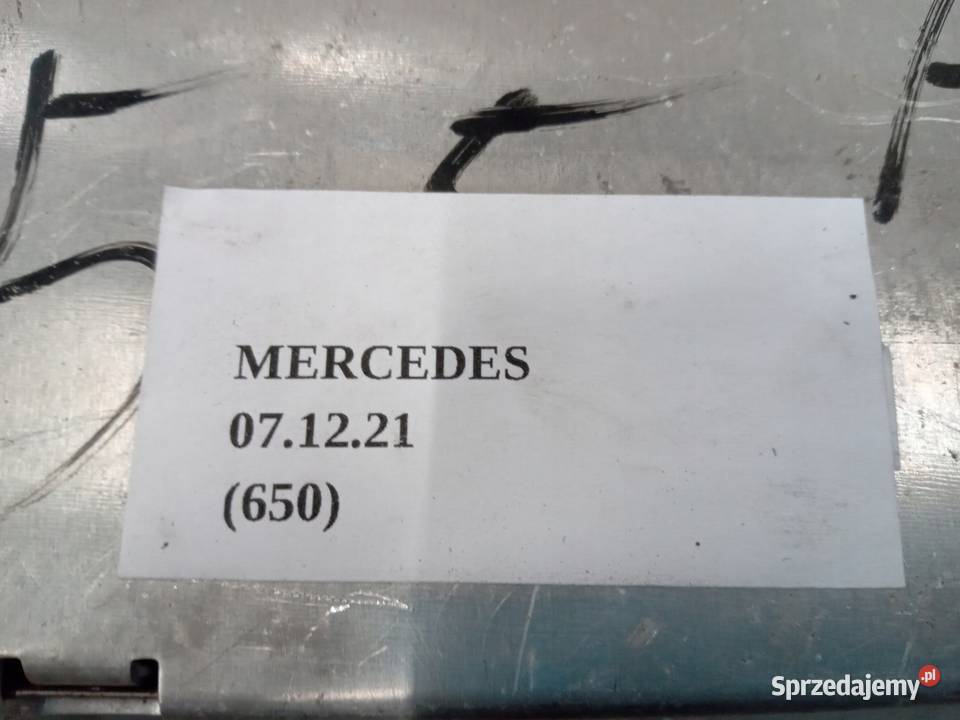 MERCEDES
07.12.21
(650)
Sprzedajemy.pl